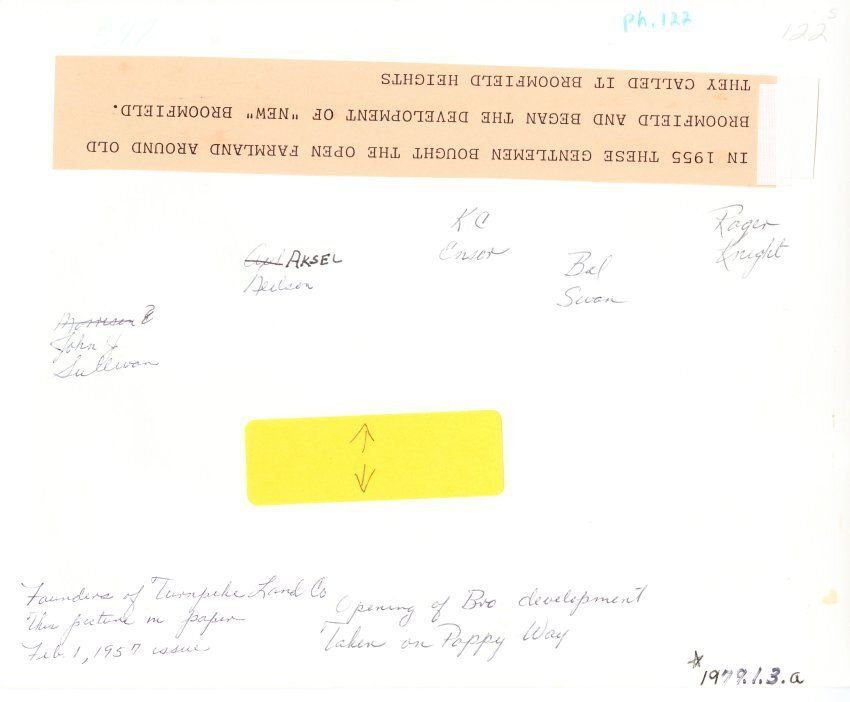 ph.122
122 s
547
IN 1955 THESE GENTLEMEN BOUGHT THE OPEN FARMLAND AROUND OLD
BROOMFIELD AND BEGAN THE DEVELOPMENT OF "NEW" BROOMFIELD.
THEY CALLED IT BROOMFIELD HEIGHTS
KC
Ensor
Roger
Knight
AKSEL
Neilson
Bal
Swan
Morrison
John J
Sullivan
Founders of Turnpike Land Co
This picture in paper
Feb. 1, 1957 issue
Opening of Bro development
Taken on Poppy Way
*1979.1.3.a